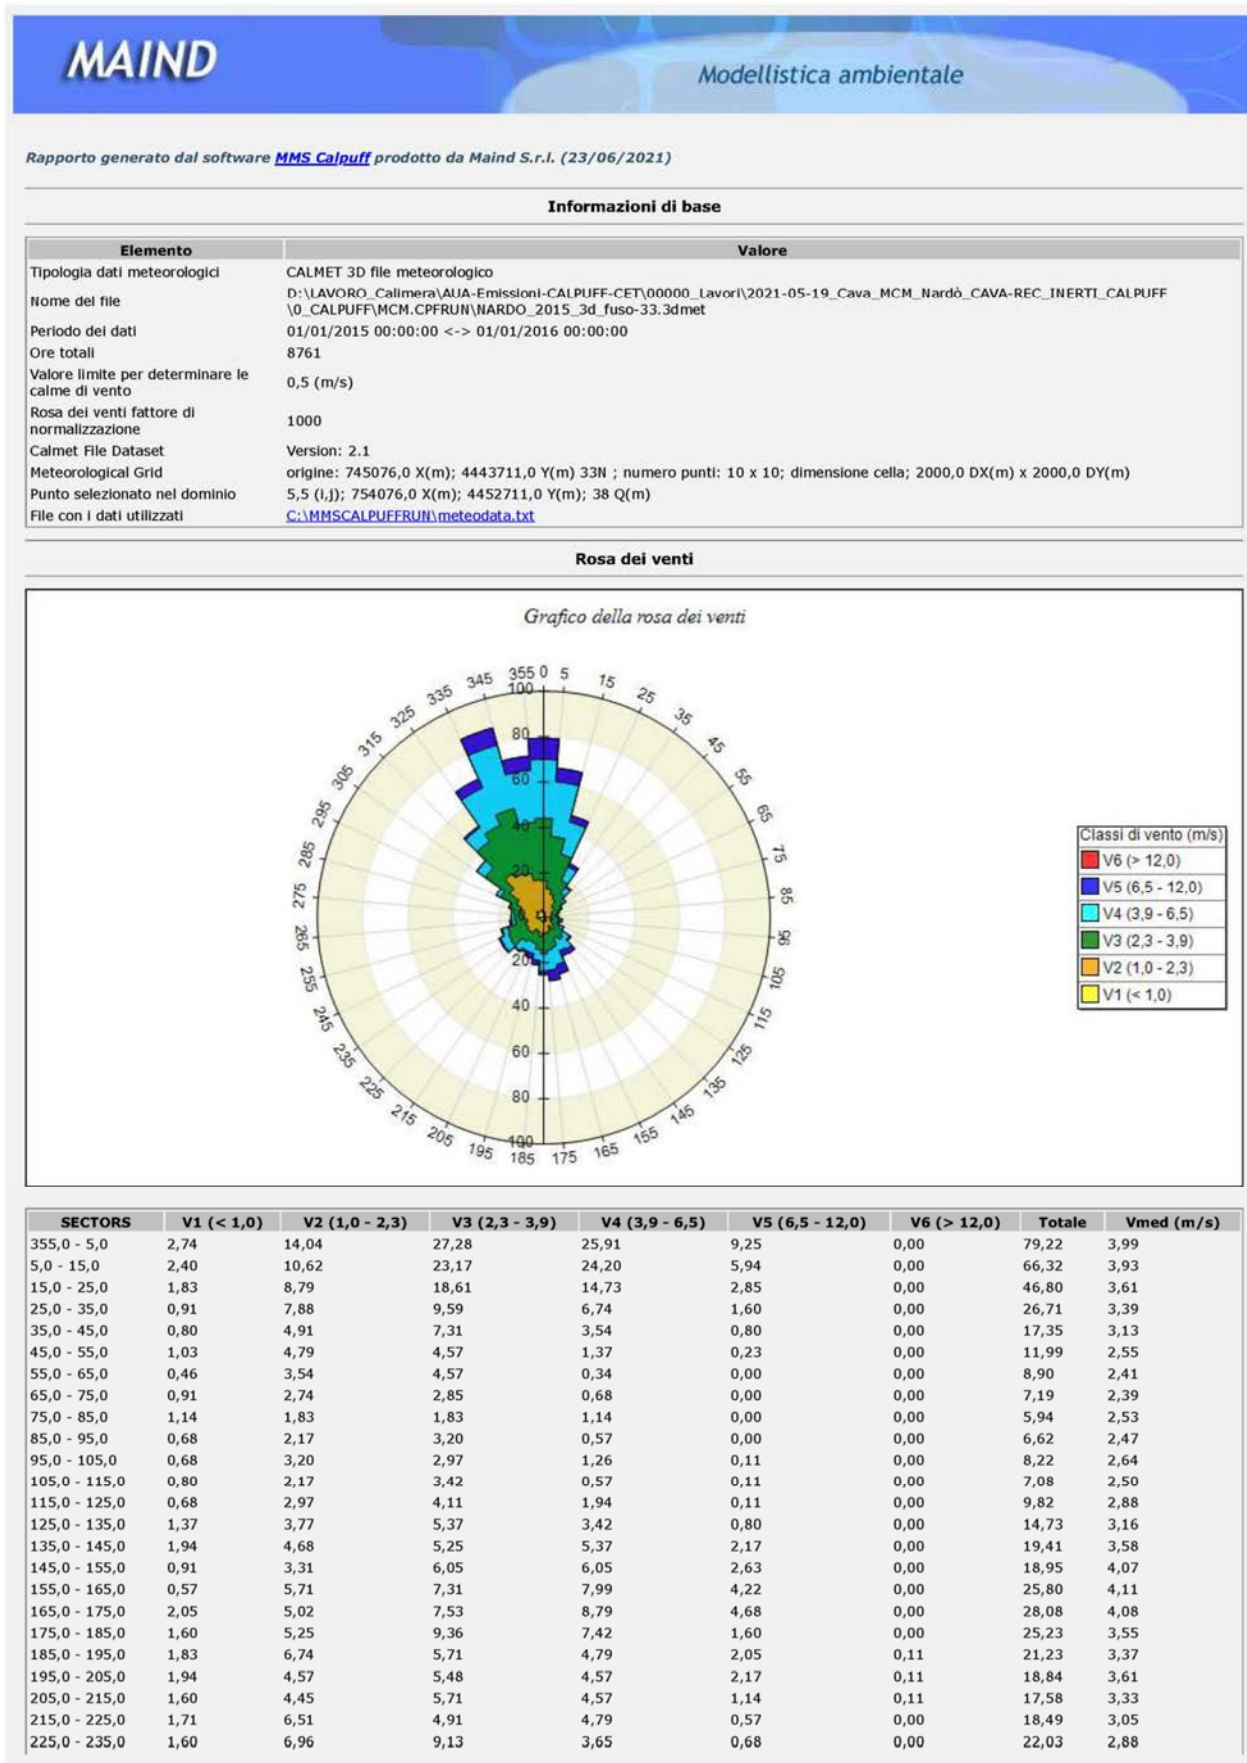 MAIND
Modellistica ambientale
Rapporto generato dal software MMS Calpuff prodotto da Maind S.r.l. (23/06/2021)
Informazioni di base
Elemento Valore
Tipologia dati meteorologici CALMET 3D file meteorologico
Nome del file D:\LAVORO_Calimera\AUA-Emissioni-CALPUFF-CET\00000_Lavori\2021-05-19_Cava_MCM_Nardò_CAVA-REC_INERTI_CALPUFF
\0_CALPUFF\MCM.CPFRUN\NARDO_2015_3d_fuso-33.3dmet
Periodo dei dati 01/01/2015 00:00:00 <-> 01/01/2016 00:00:00
Ore totali 8761
Valore limite per determinare le
calme di vento 0,5 (m/s)
Rosa dei venti fattore di
normalizzazione 1000
Calmet File Dataset Version: 2.1
Meteorological Grid origine: 745076,0 X(m); 4443711,0 Y(m) 33N ; numero punti: 10 x 10; dimensione cella; 2000,0 DX(m) x 2000,0 DY(m)
Punto selezionato nel dominio 5,5 (i,j); 754076,0 X(m); 4452711,0 Y(m); 38 Q(m)
File con i dati utilizzati C:\MMSCALPUFFRUN\meteodata.txt
Rosa dei venti
Grafico della rosa dei venti
355 0 5 15 25 35 45 55 65 75 85 95 105 115 125 135 145 155 165 175 185 195 205 215 225 235 245 255 265 275 285 295 305 315 325 335 345
100
80
60
40
20
0
20
40
60
80
100
Classi di vento (m/s)
V6 (> 12,0)
V5 (6,5 - 12,0)
V4 (3,9 - 6,5)
V3 (2,3 - 3,9)
V2 (1,0 - 2,3)
V1 (< 1,0)
SECTORS V1 (< 1,0) V2 (1,0 - 2,3) V3 (2,3 - 3,9) V4 (3,9 - 6,5) V5 (6,5 - 12,0) V6 (> 12,0) Totale Vmed (m/s)
355,0 - 5,0 2,74 14,04 27,28 25,91 9,25 0,00 79,22 3,99
5,0 - 15,0 2,40 10,62 23,17 24,20 5,94 0,00 66,32 3,93
15,0 - 25,0 1,83 8,79 18,61 14,73 2,85 0,00 46,80 3,61
25,0 - 35,0 0,91 7,88 9,59 6,74 1,60 0,00 26,71 3,39
35,0 - 45,0 0,80 4,91 7,31 3,54 0,80 0,00 17,35 3,13
45,0 - 55,0 1,03 4,79 4,57 1,37 0,23 0,00 11,99 2,55
55,0 - 65,0 0,46 3,54 4,57 0,34 0,00 0,00 8,90 2,41
65,0 - 75,0 0,91 2,74 2,85 0,68 0,00 0,00 7,19 2,39
75,0 - 85,0 1,14 1,83 1,83 1,14 0,00 0,00 5,94 2,53
85,0 - 95,0 0,68 2,17 3,20 0,57 0,00 0,00 6,62 2,47
95,0 - 105,0 0,68 3,20 2,97 1,26 0,11 0,00 8,22 2,64
105,0 - 115,0 0,80 2,17 3,42 0,57 0,11 0,00 7,08 2,50
115,0 - 125,0 0,68 2,97 4,11 1,94 0,11 0,00 9,82 2,88
125,0 - 135,0 1,37 3,77 5,37 3,42 0,80 0,00 14,73 3,16
135,0 - 145,0 1,94 4,68 5,25 5,37 2,17 0,00 19,41 3,58
145,0 - 155,0 0,91 3,31 6,05 6,05 2,63 0,00 18,95 4,07
155,0 - 165,0 0,57 5,71 7,31 7,99 4,22 0,00 25,80 4,11
165,0 - 175,0 2,05 5,02 7,53 8,79 4,68 0,00 28,08 4,08
175,0 - 185,0 1,60 5,25 9,36 7,42 1,60 0,00 25,23 3,55
185,0 - 195,0 1,83 6,74 5,71 4,79 2,05 0,11 21,23 3,37
195,0 - 205,0 1,94 4,57 5,48 4,57 2,17 0,11 18,84 3,61
205,0 - 215,0 1,60 4,45 5,71 4,57 1,14 0,11 17,58 3,33
215,0 - 225,0 1,71 6,51 4,91 4,79 0,57 0,00 18,49 3,05
225,0 - 235,0 1,60 6,96 9,13 3,65 0,68 0,00 22,03 2,88